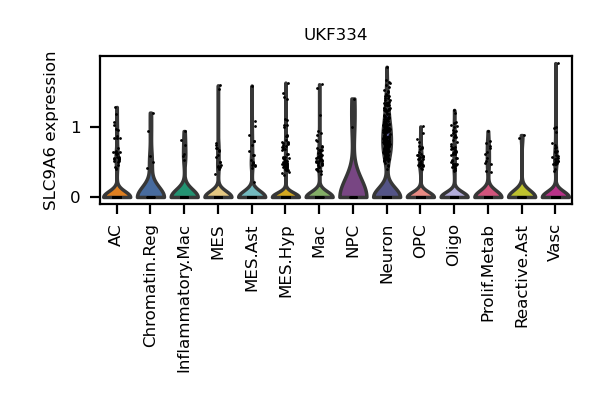 UKF334
SLC9A6 expression
1
0
AC
Chromatin.Reg
Inflammatory.Mac
MES
MES.Ast
MES.Hyp
Mac
NPC
Neuron
OPC
Oligo
Prolif.Metab
Reactive.Ast
Vasc